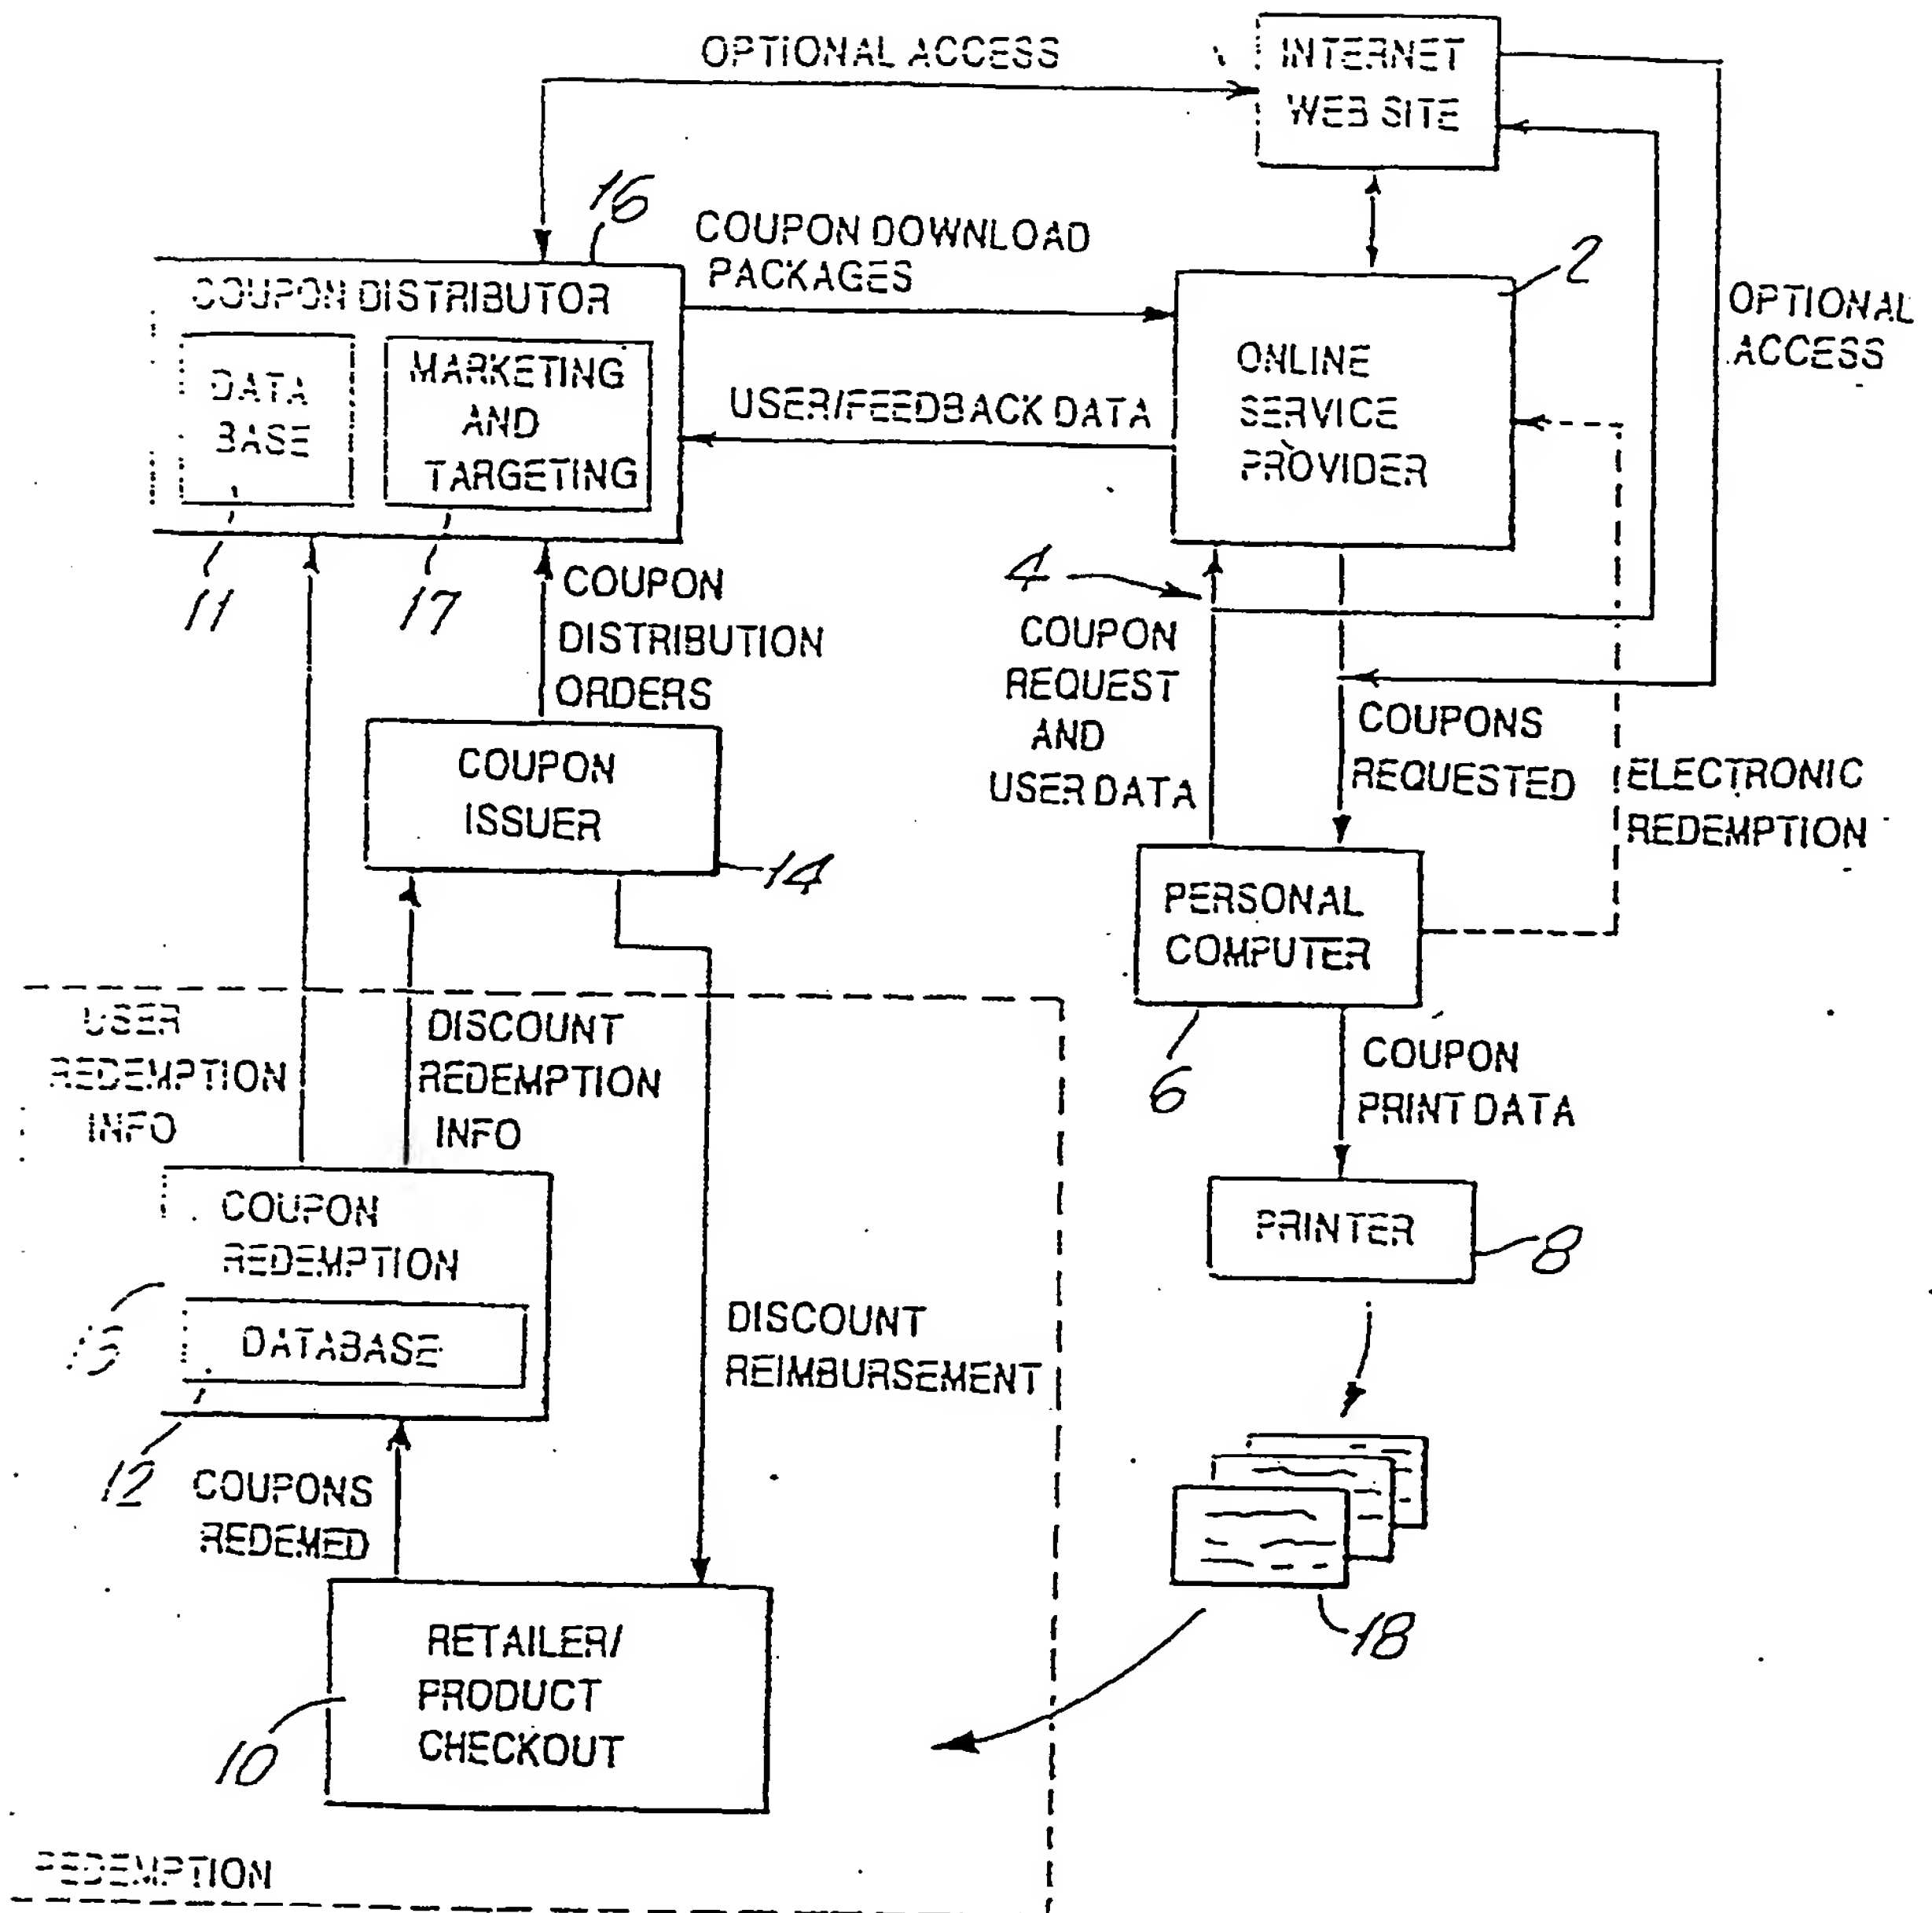 OPTIONAL ACCESS
INTERNET
WEB SITE
16
COUPON DOWNLOAD
PACKAGES
2
COUPON DISTRIBUTOR
OPTIONAL
ACCESS
DATA
BASE
MARKETING
AND
TARGETING
USER/FEEDBACK DATA
ONLINE
SERVICE
PROVIDER
11
17
COUPON
DISTRIBUTION
ORDERS
4
COUPON
REQUEST
AND
USER DATA
COUPONS
REQUESTED
ELECTRONIC
REDEMPTION
COUPON
ISSUER
14
PERSONAL
COMPUTER
6
USER
REDEMPTION
INFO
DISCOUNT
REDEMPTION
INFO
COUPON
PRINT DATA
COUPON
REDEMPTION
DATABASE
12
PRINTER
8
DISCOUNT
REIMBURSEMENT
COUPONS
REDEMED
18
RETAILER/
PRODUCT
CHECKOUT
10
REDEMPTION